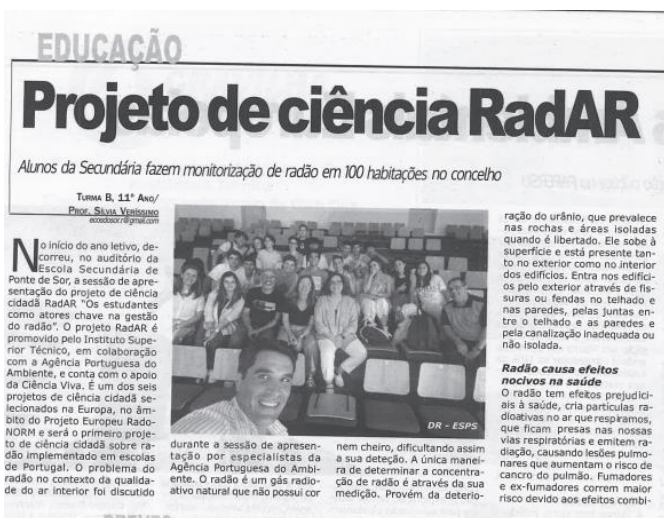 EDUCAÇÃO
Projeto de ciência RadAR
Alunos da Secundária fazem monitorização de radão em 100 habitações no concelho
TURMA B, 11º ANO/
PROF. SÍLVIA VERÍSSIMO
ecosdosor.r@gmail.com
No início do ano letivo, de-
correu, no auditório da
Escola Secundária de
Ponte de Sor, a sessão de apre-
sentação do projeto de ciência
cidadã RadAR "Os estudantes
como atores chave na gestão
do radão". O projeto RadAR é
promovido pelo Instituto Supe-
rior Técnico, em colaboração
com a Agência Portuguesa do
Ambiente, e conta com o apoio
da Ciência Viva. É um dos seis
projetos de ciência cidadã se-
lecionados na Europa, no âm-
bito do Projeto Europeu Rado-
NORM e será o primeiro proje-
to de ciência cidadã sobre ra-
dão implementado em escolas
de Portugal. O problema do
radão no contexto da qualida-
de do ar interior foi discutido
DR - ESPS
durante a sessão de apresen-
tação por especialistas da
Agência Portuguesa do Ambi-
ente. O radão é um gás radio-
ativo natural que não possui cor
nem cheiro, dificultando assim
a sua deteção. A única manei-
ra de determinar a concentra-
ção de radão é através da sua
medição. Provém da deterio-
ração do urânio, que prevalece
nas rochas e áreas isoladas
quando é libertado. Ele sobe à
superfície e está presente tan-
to no exterior como no interior
dos edifícios. Entra nos edifíci-
os pelo exterior através de fis-
suras ou fendas no telhado e
nas paredes, pelas juntas en-
tre o telhado e as paredes e
pela canalização inadequada ou
não isolada.
Radão causa efeitos
nocivos na saúde
O radão tem efeitos prejudici-
ais à saúde, cria partículas ra-
dioativas no ar que respiramos,
que ficam presas nas nossas
vias respiratórias e emitem ra-
diação, causando lesões pulmo-
nares que aumentam o risco de
cancro do pulmão. Fumadores
e ex-fumadores correm maior
risco devido aos efeitos combi-